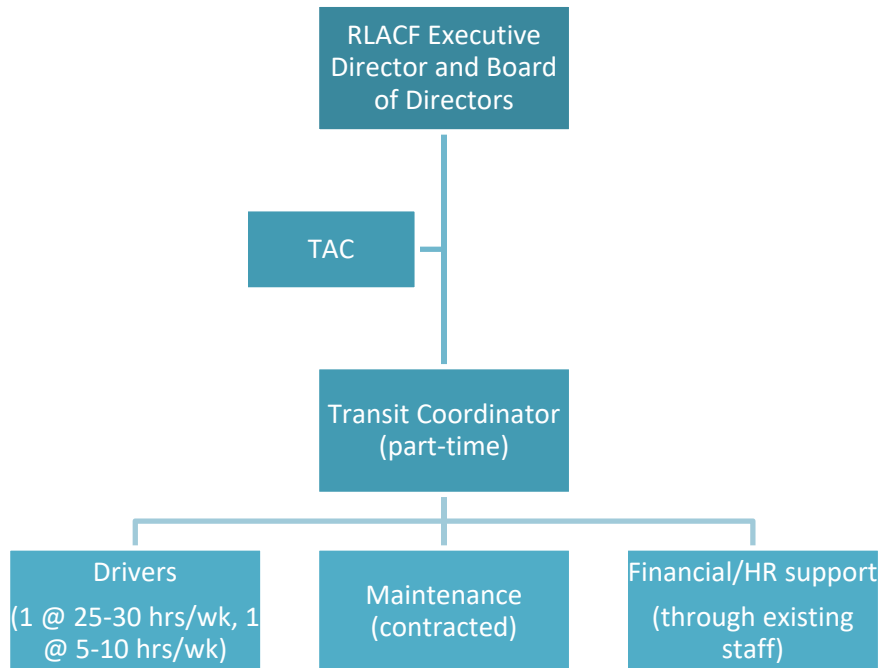 RLACF Executive
Director and Board
of Directors
TAC
Transit Coordinator
(part-time)
Drivers
(1 @ 25-30 hrs/wk, 1
@ 5-10 hrs/wk)
Maintenance
(contracted)
Financial/HR support
(through existing
staff)